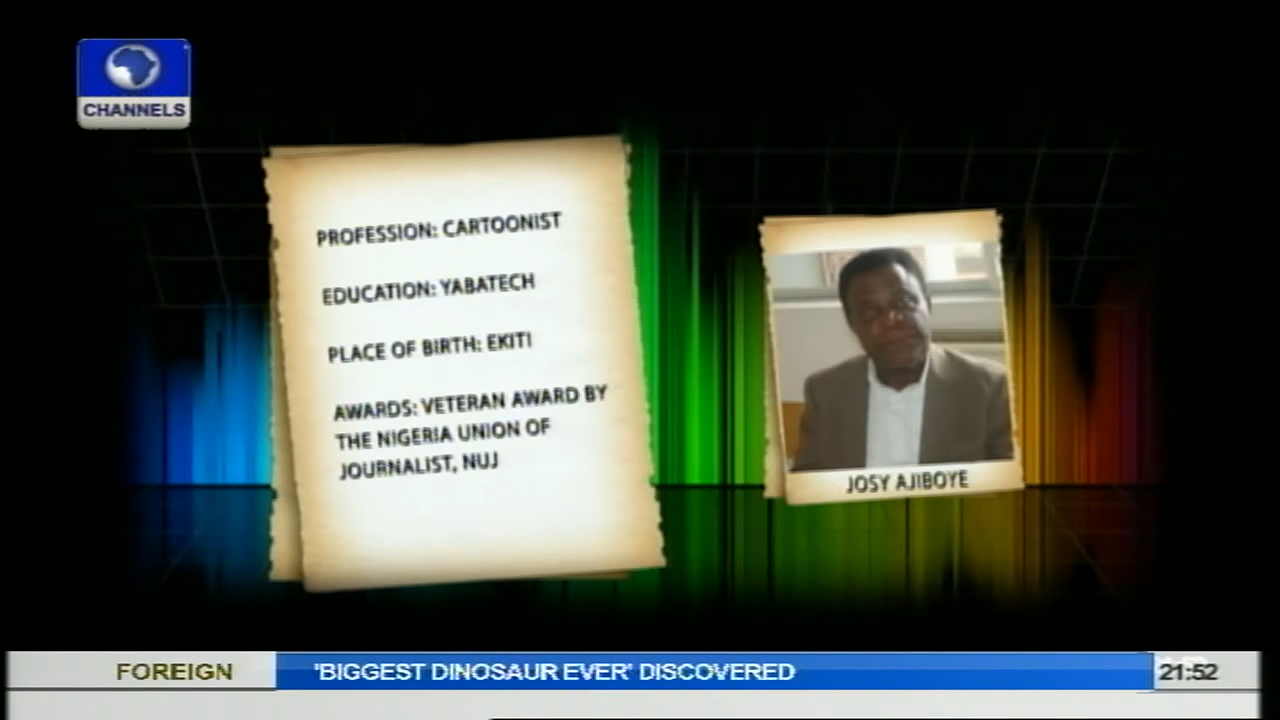 CHANNELS
PROFESSION: CARTOONIST
EDUCATION: YABATECH
PLACE OF BIRTH: EKITI
AWARDS: VETERAN AWARD BY
THE NIGERIA UNION OF
JOURNALIST, NUJ
JOSY AJIBOYE
FOREIGN
'BIGGEST DINOSAUR EVER' DISCOVERED
21:52